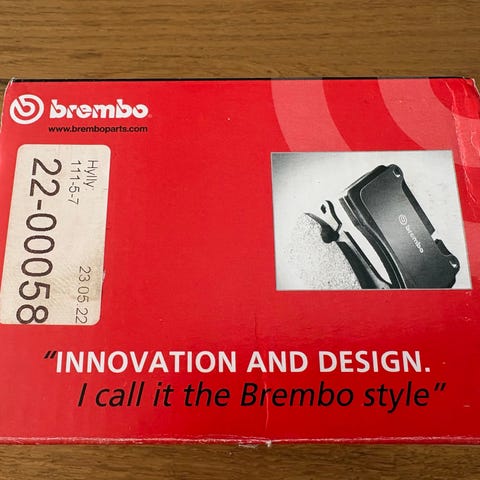 brembo
www.bremboparts.com
Hylly
111-5-7
22-00058
23.05.22
brembo
"INNOVATION AND DESIGN.
I call it the Brembo style"